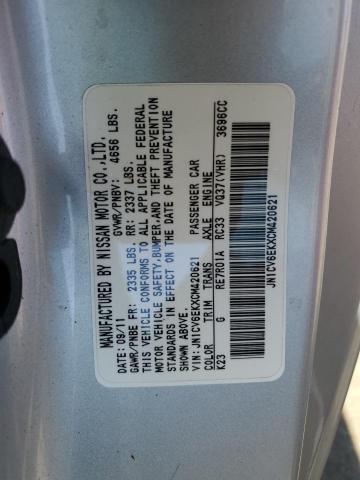 MANUFACTURED BY NISSAN MOTOR CO.,LTD.
DATE: 09/11 GVWR/PNBV: 4656 LBS.
GAWR/PNBE FR: 2335 LBS. RR: 2337 LBS.
THIS VEHICLE CONFORMS TO ALL APPLICABLE FEDERAL
MOTOR VEHICLE SAFETY,BUMPER,AND THEFT PREVENTION
STANDARDS IN EFFECT ON THE DATE OF MANUFACTURE
SHOWN ABOVE.
VIN: JN1CV6EKXCM420621 PASSENGER CAR
COLOR TRIM TRANS AXLE ENGINE
K23 G RE7R01A RC33 VQ37(VHR) 3696CC
JN1CV6EKXCM420621